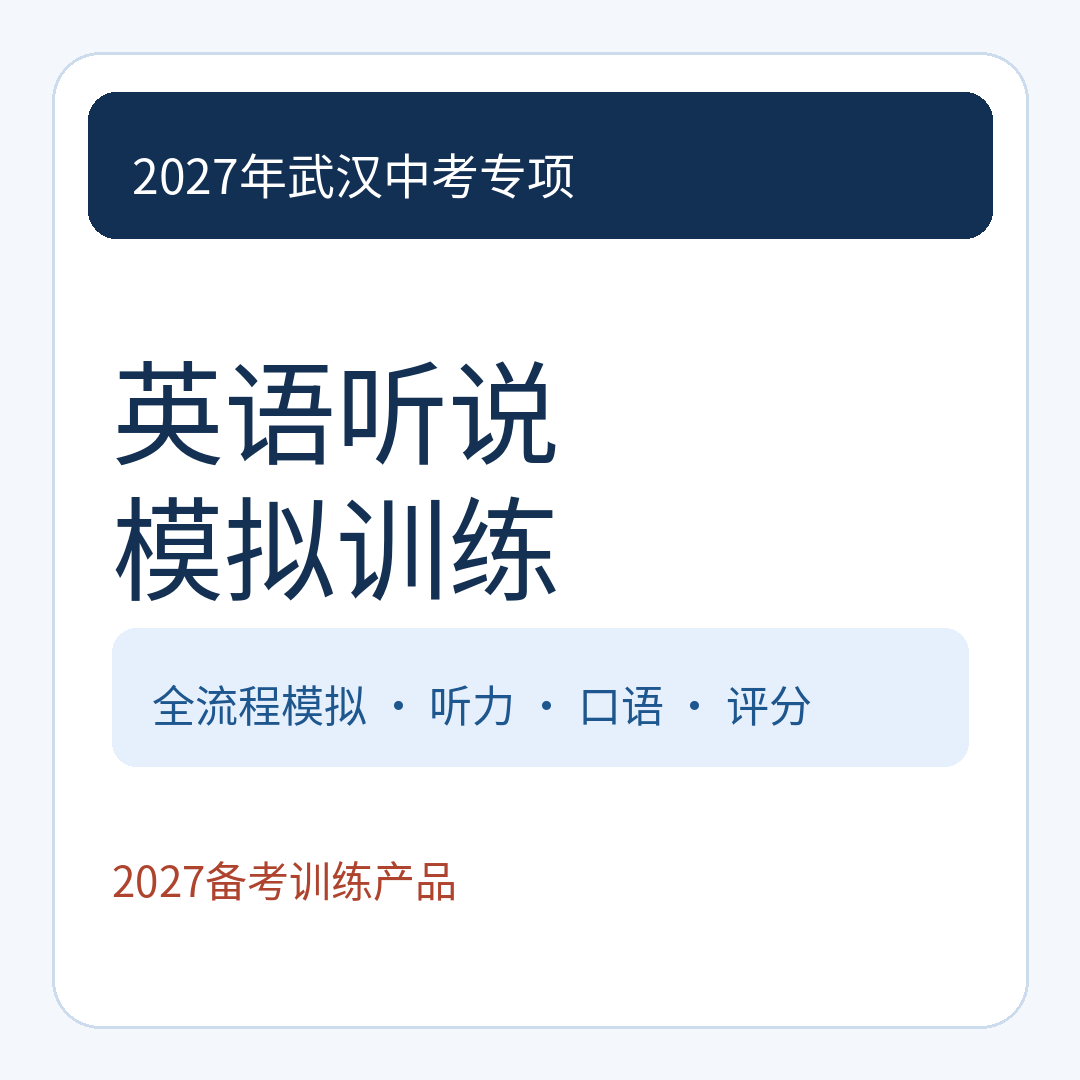 2027年武汉中考专项
英语听说
模拟训练
全流程模拟 · 听力 · 口语 · 评分
2027备考训练产品